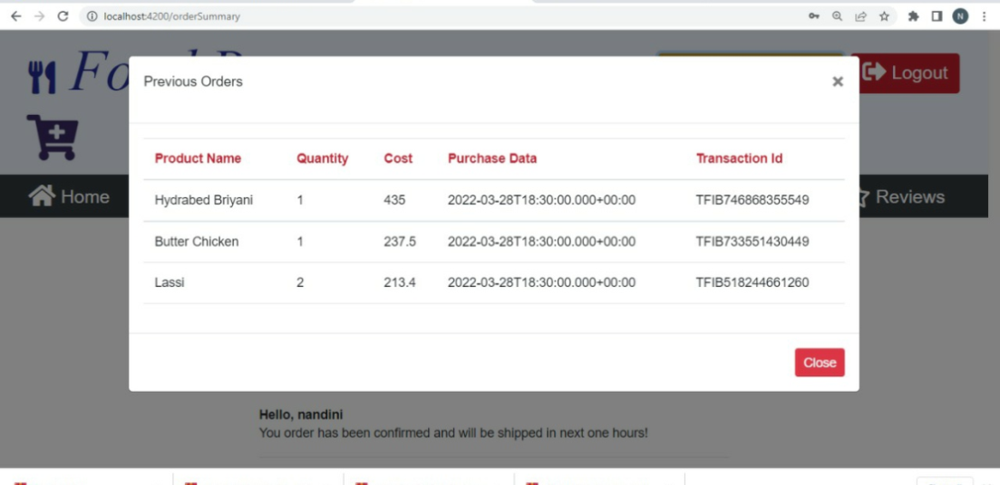 localhost:4200/orderSummary
N
Fo
Logout
Previous Orders ×
Product Name Quantity Cost Purchase Data Transaction Id
Home
Hydrabed Briyani 1 435 2022-03-28T18:30:00.000+00:00 TFIB746868355549
Reviews
Butter Chicken 1 237.5 2022-03-28T18:30:00.000+00:00 TFIB733551430449
Lassi 2 213.4 2022-03-28T18:30:00.000+00:00 TFIB518244661260
Close
Hello, nandini
You order has been confirmed and will be shipped in next one hours!